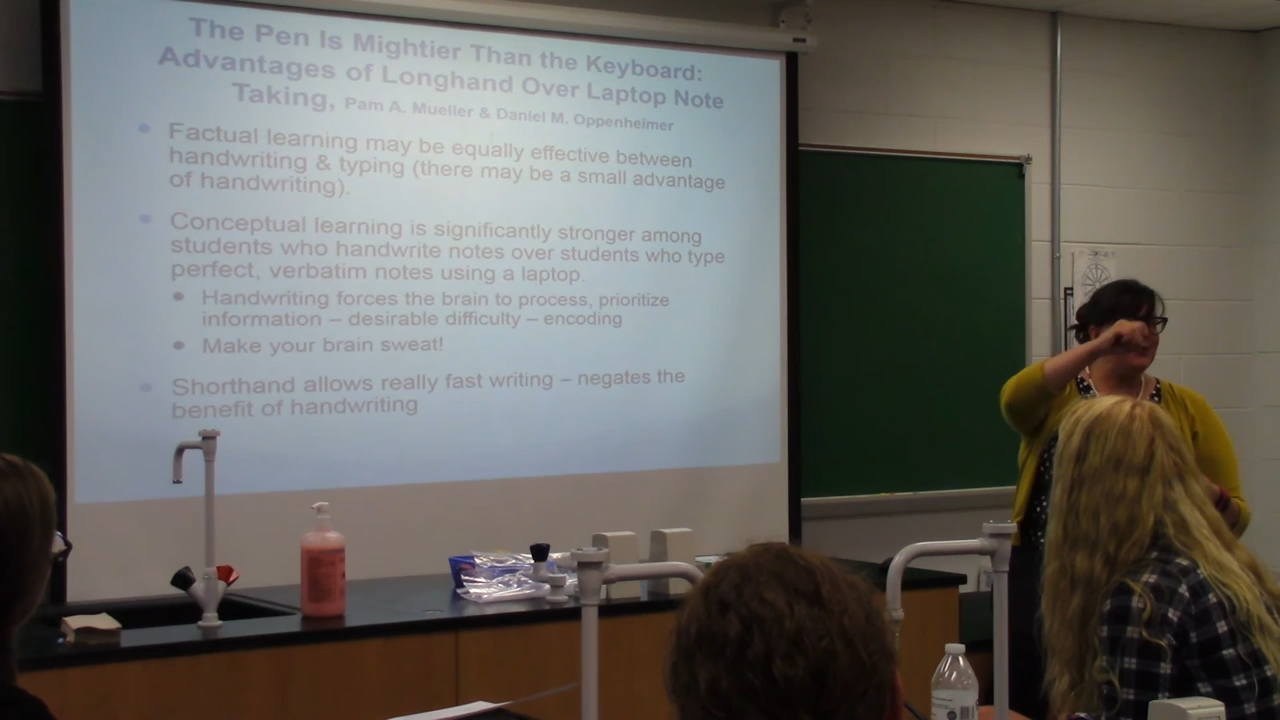 The Pen Is Mightier Than the Keyboard:
Advantages of Longhand Over Laptop Note
Taking, Pam A. Mueller & Daniel M. Oppenheimer
Factual learning may be equally effective between
handwriting & typing (there may be a small advantage
of handwriting).
Conceptual learning is significantly stronger among
students who handwrite notes over students who type
perfect, verbatim notes using a laptop.
Handwriting forces the brain to process, prioritize
information – desirable difficulty – encoding
Make your brain sweat!
Shorthand allows really fast writing – negates the
benefit of handwriting